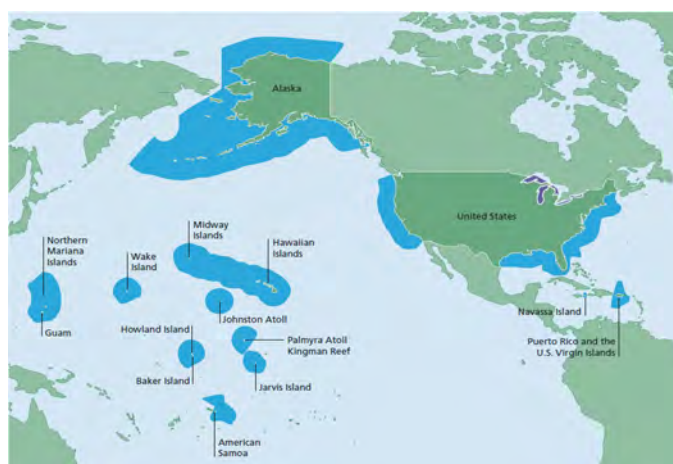 Alaska
United States
Midway
Islands
Hawaiian
Islands
Northern
Mariana
Islands
Wake
Island
Guam
Johnston Atoll
Howland Island
Palmyra Atoll
Kingman Reef
Baker Island
Jarvis Island
American
Samoa
Navassa Island
Puerto Rico and the
U.S. Virgin Islands